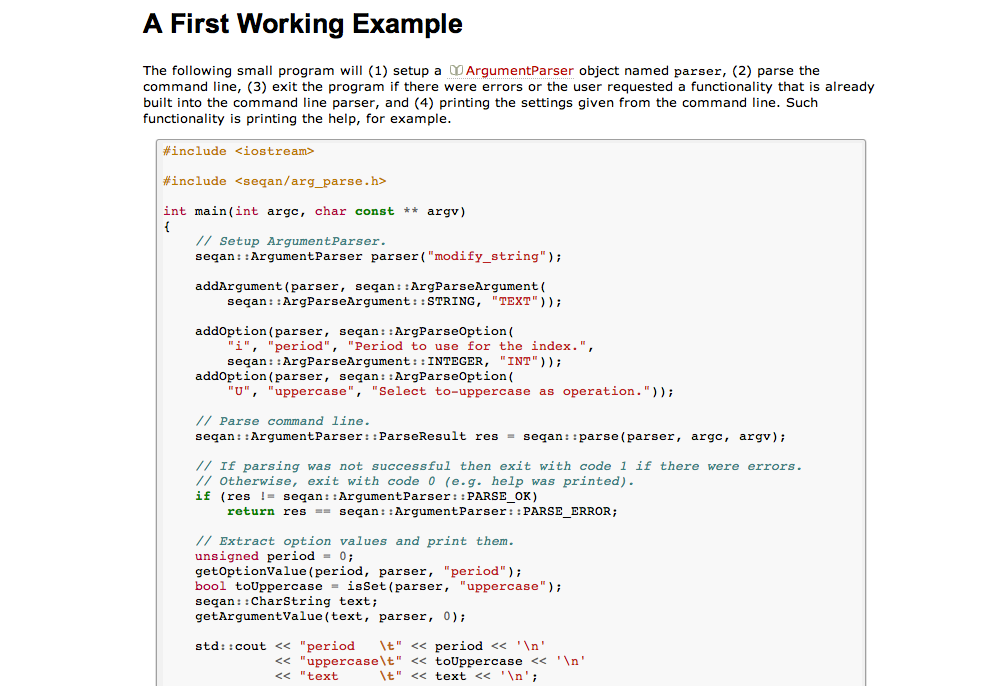 A First Working Example
The following small program will (1) setup a ArgumentParser object named parser, (2) parse the
command line, (3) exit the program if there were errors or the user requested a functionality that is already
built into the command line parser, and (4) printing the settings given from the command line. Such
functionality is printing the help, for example.
#include <iostream>
#include <seqan/arg_parse.h>
int main(int argc, char const ** argv)
{
    // Setup ArgumentParser.
    seqan::ArgumentParser parser("modify_string");
    addArgument(parser, seqan::ArgParseArgument(
        seqan::ArgParseArgument::STRING, "TEXT"));
    addOption(parser, seqan::ArgParseOption(
        "i", "period", "Period to use for the index.",
        seqan::ArgParseArgument::INTEGER, "INT"));
    addOption(parser, seqan::ArgParseOption(
        "U", "uppercase", "Select to-uppercase as operation."));
    // Parse command line.
    seqan::ArgumentParser::ParseResult res = seqan::parse(parser, argc, argv);
    // If parsing was not successful then exit with code 1 if there were errors.
    // Otherwise, exit with code 0 (e.g. help was printed).
    if (res != seqan::ArgumentParser::PARSE_OK)
        return res == seqan::ArgumentParser::PARSE_ERROR;
    // Extract option values and print them.
    unsigned period = 0;
    getOptionValue(period, parser, "period");
    bool toUppercase = isSet(parser, "uppercase");
    seqan::CharString text;
    getArgumentValue(text, parser, 0);
    std::cout << "period   \t" << period << '\n'
              << "uppercase\t" << toUppercase << '\n'
              << "text     \t" << text << '\n';